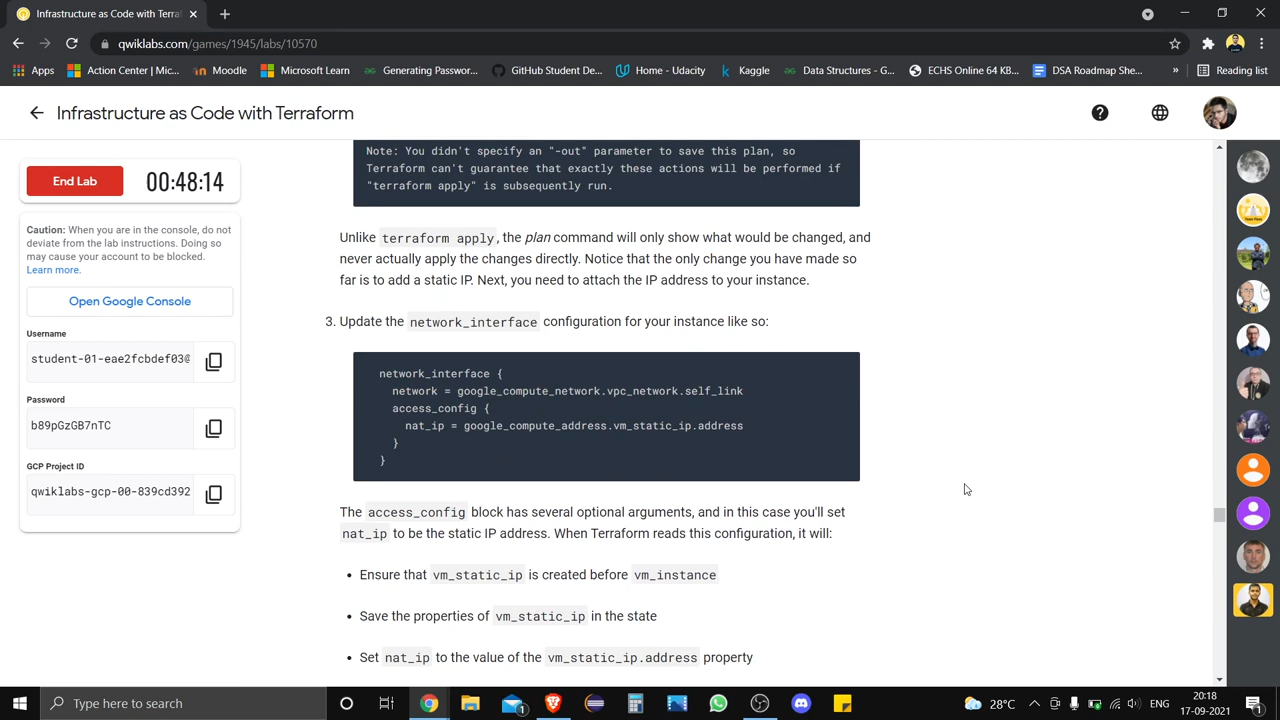 Infrastructure as Code with Terraf
qwiklabs.com/games/1945/labs/10570
Apps
Action Center | Mic...
Moodle
Microsoft Learn
Generating Passwor...
GitHub Student De...
Home - Udacity
Kaggle
Data Structures - G...
ECHS Online 64 KB...
DSA Roadmap She...
»
Reading list
Infrastructure as Code with Terraform
End Lab
00:48:14
Caution: When you are in the console, do not
deviate from the lab instructions. Doing so
may cause your account to be blocked.
Learn more.
Open Google Console
Username
student-01-eae2fcbdef03@
Password
b89pGzGB7nTC
GCP Project ID
qwiklabs-gcp-00-839cd392
Note: You didn't specify an "-out" parameter to save this plan, so
Terraform can't guarantee that exactly these actions will be performed if
"terraform apply" is subsequently run.
Unlike terraform apply, the plan command will only show what would be changed, and
never actually apply the changes directly. Notice that the only change you have made so
far is to add a static IP. Next, you need to attach the IP address to your instance.
3. Update the network_interface configuration for your instance like so:
network_interface {
network = google_compute_network.vpc_network.self_link
access_config {
nat_ip = google_compute_address.vm_static_ip.address
}
}
The access_config block has several optional arguments, and in this case you'll set
nat_ip to be the static IP address. When Terraform reads this configuration, it will:
• Ensure that vm_static_ip is created before vm_instance
• Save the properties of vm_static_ip in the state
• Set nat_ip to the value of the vm_static_ip.address property
Type here to search
1
28°C
ENG
20:18
17-09-2021